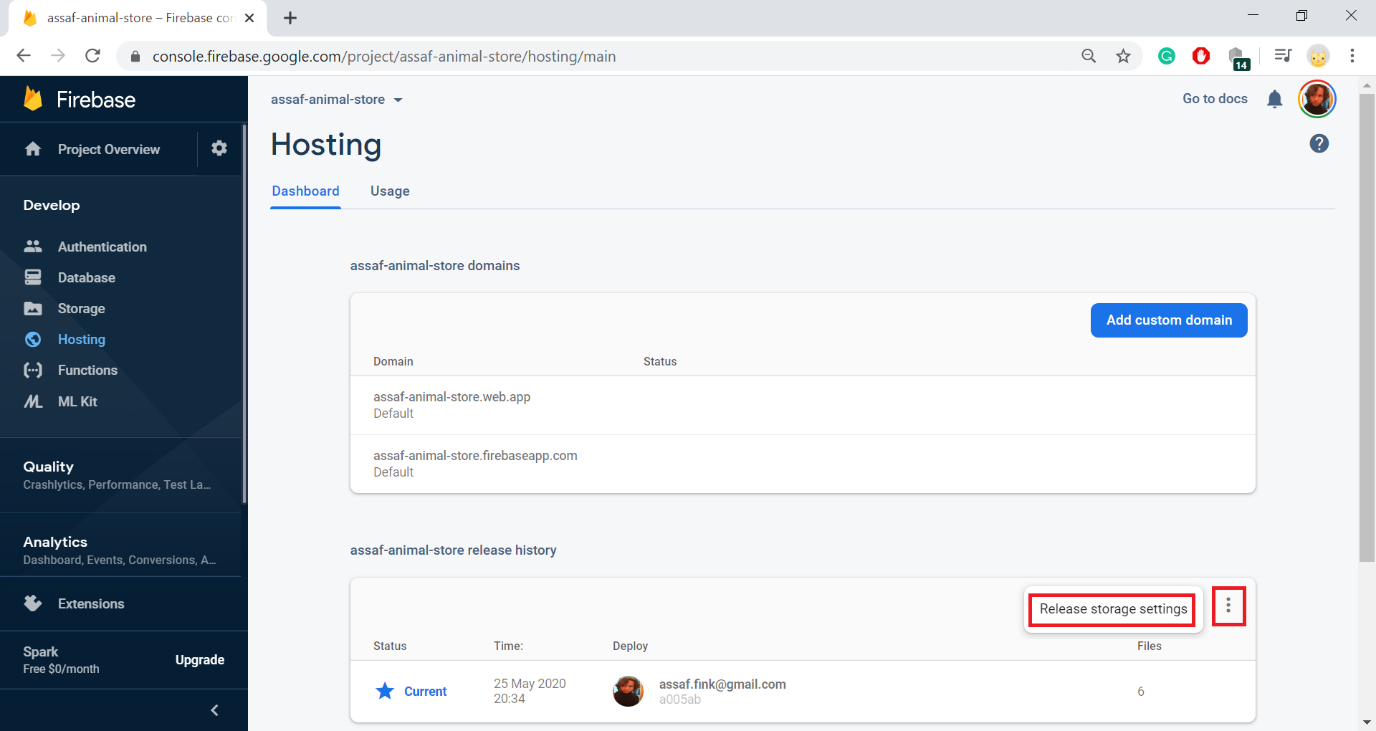 assaf-animal-store – Firebase con
console.firebase.google.com/project/assaf-animal-store/hosting/main
14
Firebase
assaf-animal-store
Go to docs
Project Overview
Hosting
?
Dashboard Usage
Develop
Authentication
Database
Storage
Hosting
Functions
ML Kit
Quality
Crashlytics, Performance, Test La...
Analytics
Dashboard, Events, Conversions, A...
Extensions
Spark
Free $0/month
Upgrade
assaf-animal-store domains
Add custom domain
Domain Status
assaf-animal-store.web.app
Default
assaf-animal-store.firebaseapp.com
Default
assaf-animal-store release history
Release storage settings
Status Time: Deploy Files
Current
25 May 2020
20:34
assaf.fink@gmail.com
a005ab
6